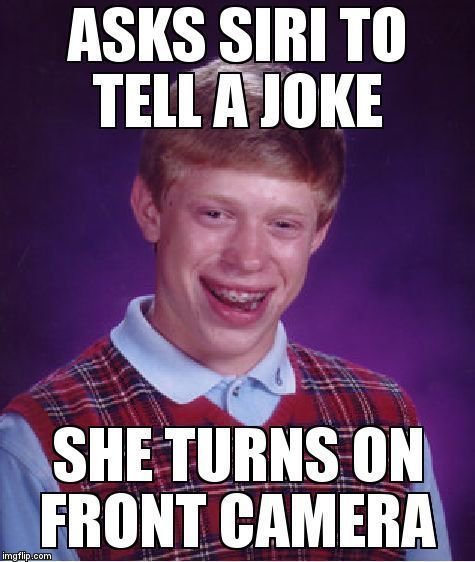 ASKS SIRI TO
TELL A JOKE
SHE TURNS ON
FRONT CAMERA
imgflip.com